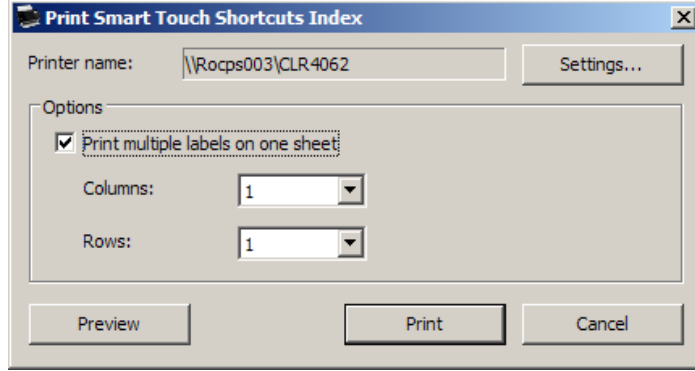 Print Smart Touch Shortcuts Index
Printer name: \\Rocps003\CLR4062 Settings...
Options
Print multiple labels on one sheet
Columns: 1
Rows: 1
Preview Print Cancel